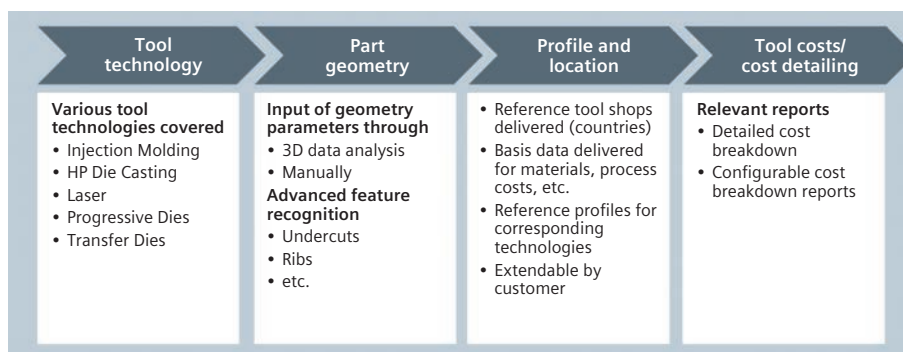 Tool
technology
Various tool
technologies covered
• Injection Molding
• HP Die Casting
• Laser
• Progressive Dies
• Transfer Dies
Part
geometry
Input of geometry
parameters through
• 3D data analysis
• Manually
Advanced feature
recognition
• Undercuts
• Ribs
• etc.
Profile and
location
• Reference tool shops
delivered (countries)
• Basis data delivered
for materials, process
costs, etc.
• Reference profiles for
corresponding
technologies
• Extendable by
customer
Tool costs/
cost detailing
Relevant reports
• Detailed cost
breakdown
• Configurable cost
breakdown reports